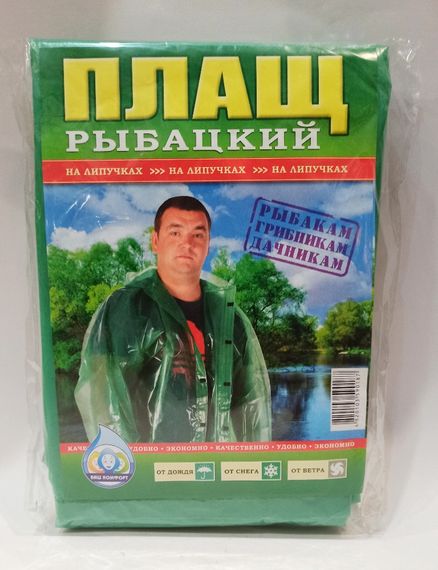 ПЛАЩ
РЫБАЦКИЙ
НА ЛИПУЧКАХ >>> НА ЛИПУЧКАХ >>> НА ЛИПУЧКАХ
РЫБАКАМ
ГРИБНИКАМ
ДАЧНИКАМ
УДОБНО • ЭКОНОМНО • КАЧЕСТВЕННО • УДОБНО • ЭКОНОМНО
ВАШ КОМФОРТ
ОТ ДОЖДЯ
ОТ СНЕГА
ОТ ВЕТРА